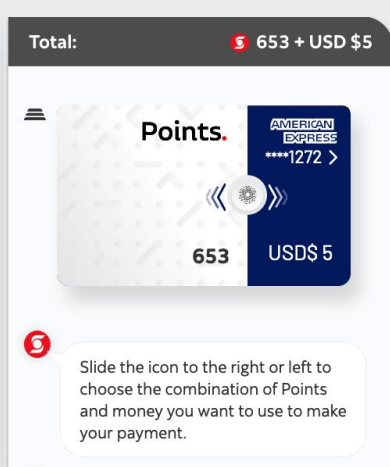 Total: 653 + USD $5
Points.
AMERICAN
EXPRESS
****1272
653 USD$ 5
Slide the icon to the right or left to
choose the combination of Points
and money you want to use to make
your payment.